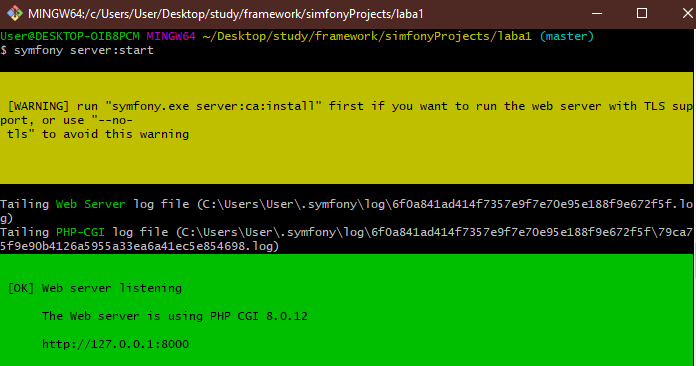 MINGW64:/c/Users/User/Desktop/study/framework/simfonyProjects/laba1
User@DESKTOP-OIB8PCM MINGW64 ~/Desktop/study/framework/simfonyProjects/laba1 (master)
$ symfony server:start
[WARNING] run "symfony.exe server:ca:install" first if you want to run the web server with TLS sup
port, or use "--no-
tls" to avoid this warning
Tailing Web Server log file (C:\Users\User\.symfony\log\6f0a841ad414f7357e9f7e70e95e188f9e672f5f.lo
g)
Tailing PHP-CGI log file (C:\Users\User\.symfony\log\6f0a841ad414f7357e9f7e70e95e188f9e672f5f\79ca7
5f9e90b4126a5955a33ea6a41ec5e854698.log)
[OK] Web server listening
The Web server is using PHP CGI 8.0.12
http://127.0.0.1:8000